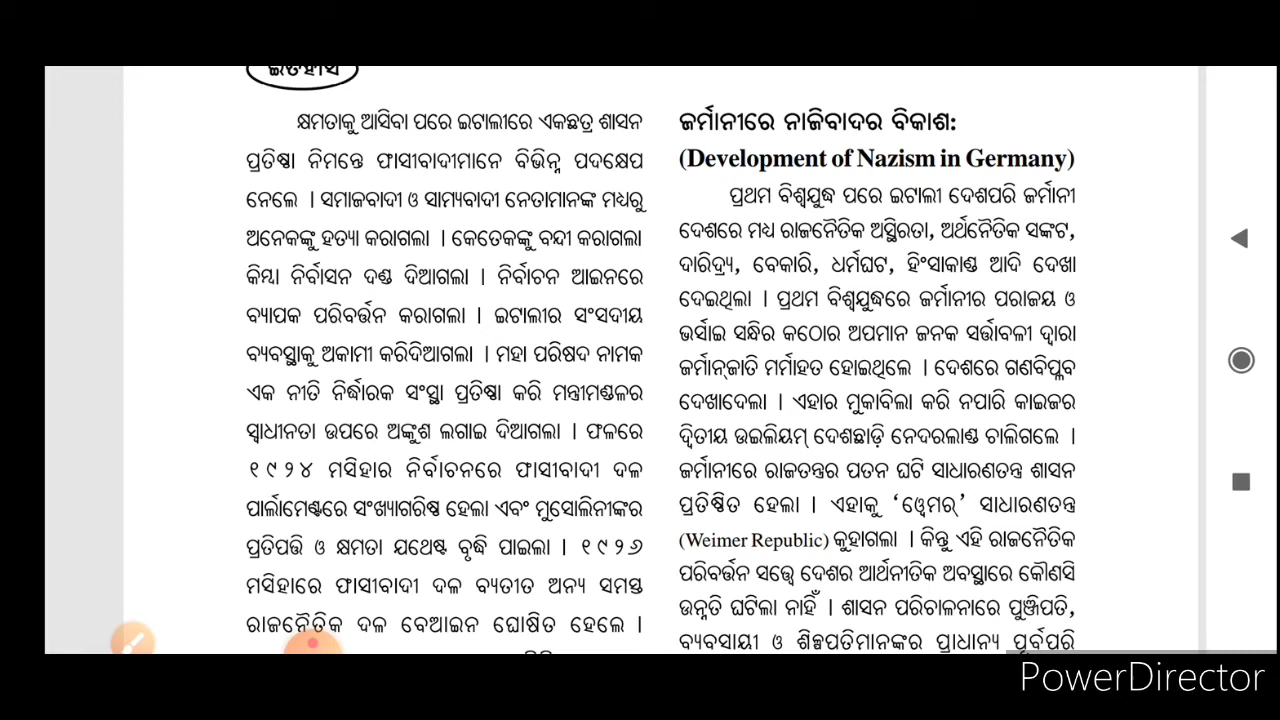 ଇତିହାସ
କ୍ଷମତାକୁ ଆସିବା ପରେ ଇଟାଲୀରେ ଏକଛତ୍ର ଶାସନ
ପ୍ରତିଷ୍ଠା ନିମନ୍ତେ ଫାସୀବାଦୀମାନେ ବିଭିନ୍ନ ପଦକ୍ଷେପ
ନେଲେ । ସମାଜବାଦୀ ଓ ସାମ୍ୟବାଦୀ ନେତାମାନଙ୍କ ମଧ୍ୟରୁ
ଅନେକଙ୍କୁ ହତ୍ୟା କରାଗଲା । କେତେକଙ୍କୁ ବନ୍ଦୀ କରାଗଲା
କିମ୍ବା ନିର୍ବାସନ ଦଣ୍ଡ ଦିଆଗଲା । ନିର୍ବାଚନ ଆଇନରେ
ବ୍ୟାପକ ପରିବର୍ତ୍ତନ କରାଗଲା । ଇଟାଲୀର ସଂସଦୀୟ
ବ୍ୟବସ୍ଥାକୁ ଅକାମୀ କରିଦିଆଗଲା । ମହା ପରିଷଦ ନାମକ
ଏକ ନୀତି ନିର୍ଦ୍ଧାରକ ସଂସ୍ଥା ପ୍ରତିଷ୍ଠା କରି ମନ୍ତ୍ରୀମଣ୍ଡଳର
ସ୍ୱାଧୀନତା ଉପରେ ଅଙ୍କୁଶ ଲଗାଇ ଦିଆଗଲା । ଫଳରେ
୧୯୨୪ ମସିହାର ନିର୍ବାଚନରେ ଫାସୀବାଦୀ ଦଳ
ପାର୍ଲାମେଣ୍ଟରେ ସଂଖ୍ୟାଗରିଷ୍ଠ ହେଲା ଏବଂ ମୁସୋଲିନୀଙ୍କର
ପ୍ରତିପତ୍ତି ଓ କ୍ଷମତା ଯଥେଷ୍ଟ ବୃଦ୍ଧି ପାଇଲା । ୧୯୨୬
ମସିହାରେ ଫାସୀବାଦୀ ଦଳ ବ୍ୟତୀତ ଅନ୍ୟ ସମସ୍ତ
ରାଜନୈତିକ ଦଳ ବେଆଇନ ଘୋଷିତ ହେଲେ ।
ଜର୍ମାନୀରେ ନାଜିବାଦର ବିକାଶ:
(Development of Nazism in Germany)
ପ୍ରଥମ ବିଶ୍ୱଯୁଦ୍ଧ ପରେ ଇଟାଲୀ ଦେଶପରି ଜର୍ମାନୀ
ଦେଶରେ ମଧ୍ୟ ରାଜନୈତିକ ଅସ୍ଥିରତା, ଅର୍ଥନୈତିକ ସଙ୍କଟ,
ଦାରିଦ୍ର୍ୟ, ବେକାରି, ଧର୍ମଘଟ, ହିଂସାକାଣ୍ଡ ଆଦି ଦେଖା
ଦେଇଥିଲା । ପ୍ରଥମ ବିଶ୍ୱଯୁଦ୍ଧରେ ଜର୍ମାନୀର ପରାଜୟ ଓ
ଭର୍ସାଇ ସନ୍ଧିର କଠୋର ଅପମାନ ଜନକ ସର୍ତ୍ତାବଳୀ ଦ୍ୱାରା
ଜର୍ମାନ୍‌ଜାତି ମର୍ମାହତ ହୋଇଥିଲେ । ଦେଶରେ ଗଣବିପ୍ଳବ
ଦେଖାଦେଲା । ଏହାର ମୁକାବିଲା କରି ନପାରି କାଇଜର
ଦ୍ୱିତୀୟ ଉଇଲିୟମ୍ ଦେଶଛାଡ଼ି ନେଦରଲାଣ୍ଡ ଚାଲିଗଲେ ।
ଜର୍ମାନୀରେ ରାଜତନ୍ତ୍ରର ପତନ ଘଟି ସାଧାରଣତନ୍ତ୍ର ଶାସନ
ପ୍ରତିଷ୍ଠିତ ହେଲା । ଏହାକୁ ‘ଓ୍ୱେମର୍’ ସାଧାରଣତନ୍ତ୍ର
(Weimer Republic) କୁହାଗଲା । କିନ୍ତୁ ଏହି ରାଜନୈତିକ
ପରିବର୍ତ୍ତନ ସତ୍ତ୍ୱେ ଦେଶର ଆର୍ଥନୀତିକ ଅବସ୍ଥାରେ କୌଣସି
ଉନ୍ନତି ଘଟିଲା ନାହିଁ । ଶାସନ ପରିଚାଳନାରେ ପୁଞ୍ଜିପତି,
ବ୍ୟବସାୟୀ ଓ ଶିଳ୍ପପତିମାନଙ୍କର ପ୍ରାଧାନ୍ୟ ପୂର୍ବପରି
PowerDirector